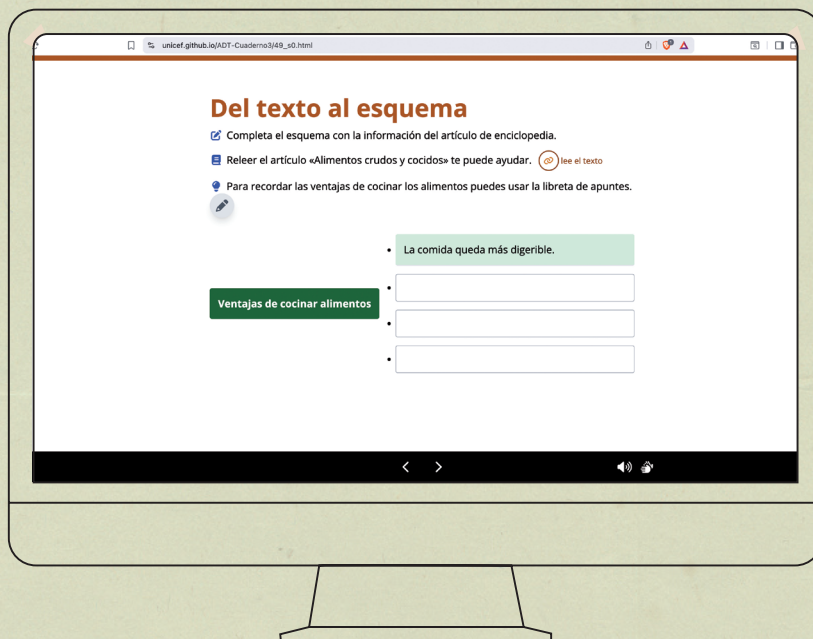 unicef.github.io/ADT-Cuaderno3/49_s0.html
Del texto al esquema
Completa el esquema con la información del artículo de enciclopedia.
Releer el artículo «Alimentos crudos y cocidos» te puede ayudar. lee el texto
Para recordar las ventajas de cocinar los alimentos puedes usar la libreta de apuntes.
La comida queda más digerible.
Ventajas de cocinar alimentos